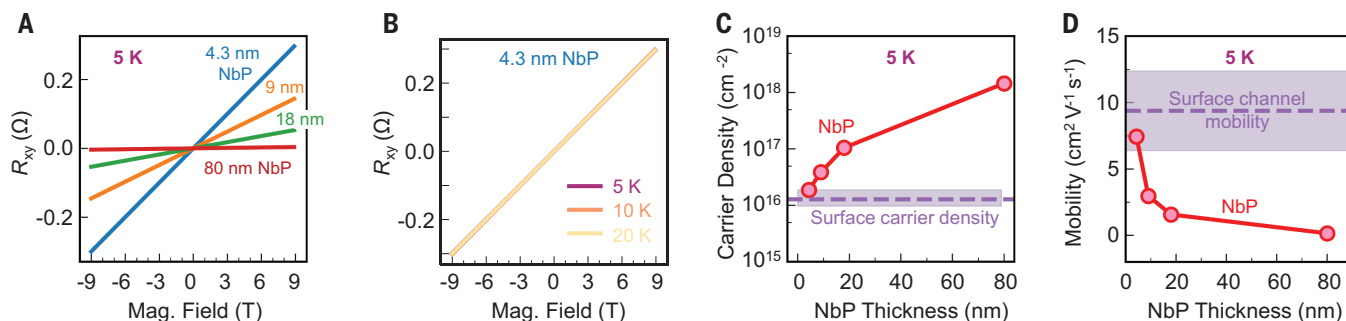 A
5 K
4.3 nm
NbP
9 nm
18 nm
80 nm NbP
0.2
0.0
-0.2
Rxy (Ω)
-9 -6 -3 0 3 6 9
Mag. Field (T)
B
4.3 nm NbP
5 K
10 K
20 K
0.2
0.0
-0.2
Rxy (Ω)
-9 -6 -3 0 3 6 9
Mag. Field (T)
C
5 K
NbP
Surface carrier density
10^19
10^18
10^17
10^16
10^15
Carrier Density (cm^-2)
0 20 40 60 80
NbP Thickness (nm)
D
5 K
Surface channel
mobility
NbP
15
10
5
0
Mobility (cm^2 V^-1 s^-1)
0 20 40 60 80
NbP Thickness (nm)